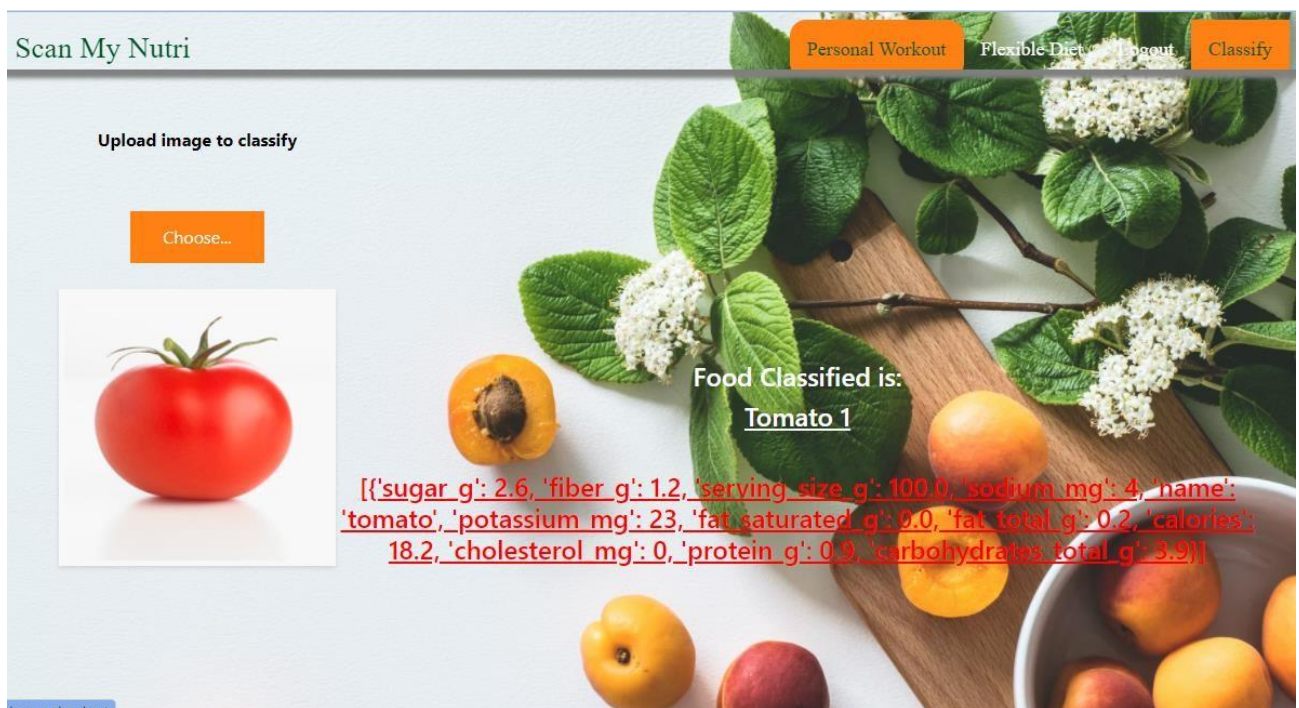 Scan My Nutri
Personal Workout
Flexible Diet
Logout
Classify
Upload image to classify
Choose...
Food Classified is:
Tomato 1
[{'sugar_g': 2.6, 'fiber_g': 1.2, 'serving_size_g': 100.0, 'sodium_mg': 4, 'name':
'tomato', 'potassium_mg': 23, 'fat_saturated_g': 0.0, 'fat_total_g': 0.2, 'calories':
18.2, 'cholesterol_mg': 0, 'protein_g': 0.9, 'carbohydrates_total_g': 3.9}]